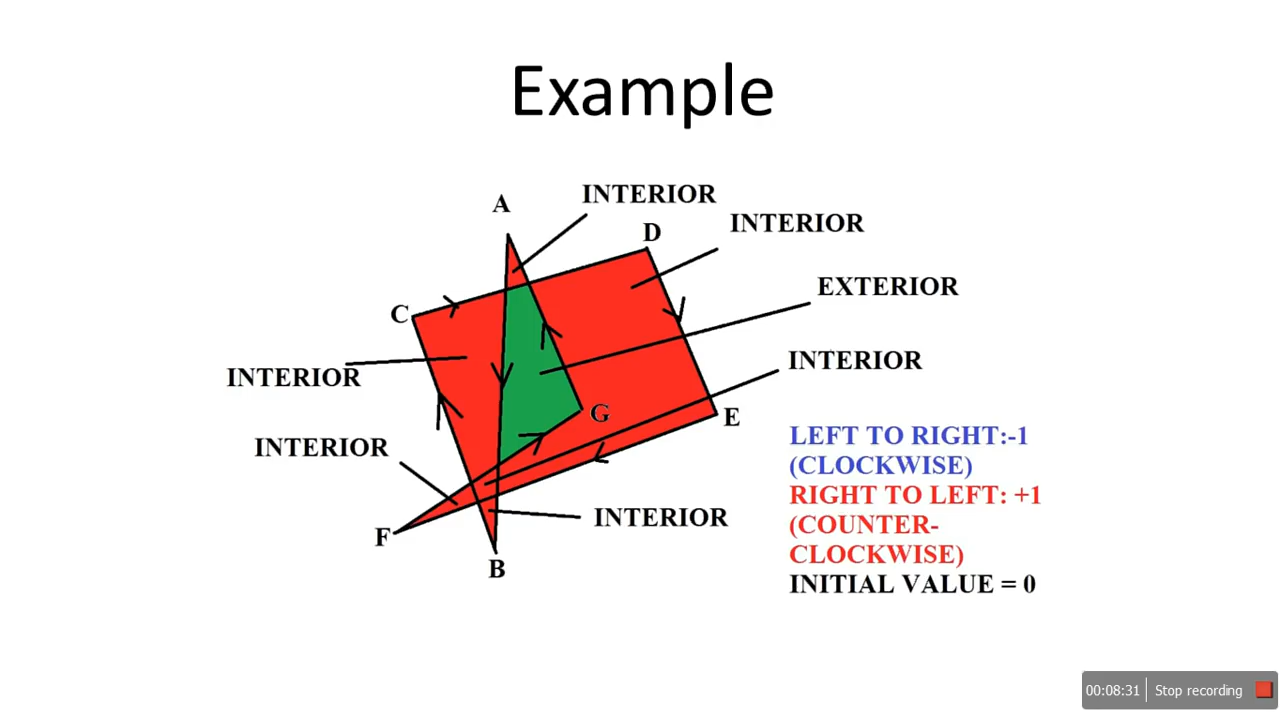 Example
A
INTERIOR
D
INTERIOR
EXTERIOR
C
INTERIOR
INTERIOR
G
E
INTERIOR
LEFT TO RIGHT:-1
(CLOCKWISE)
RIGHT TO LEFT: +1
(COUNTER-
CLOCKWISE)
INITIAL VALUE = 0
F
INTERIOR
B
00:08:31 Stop recording